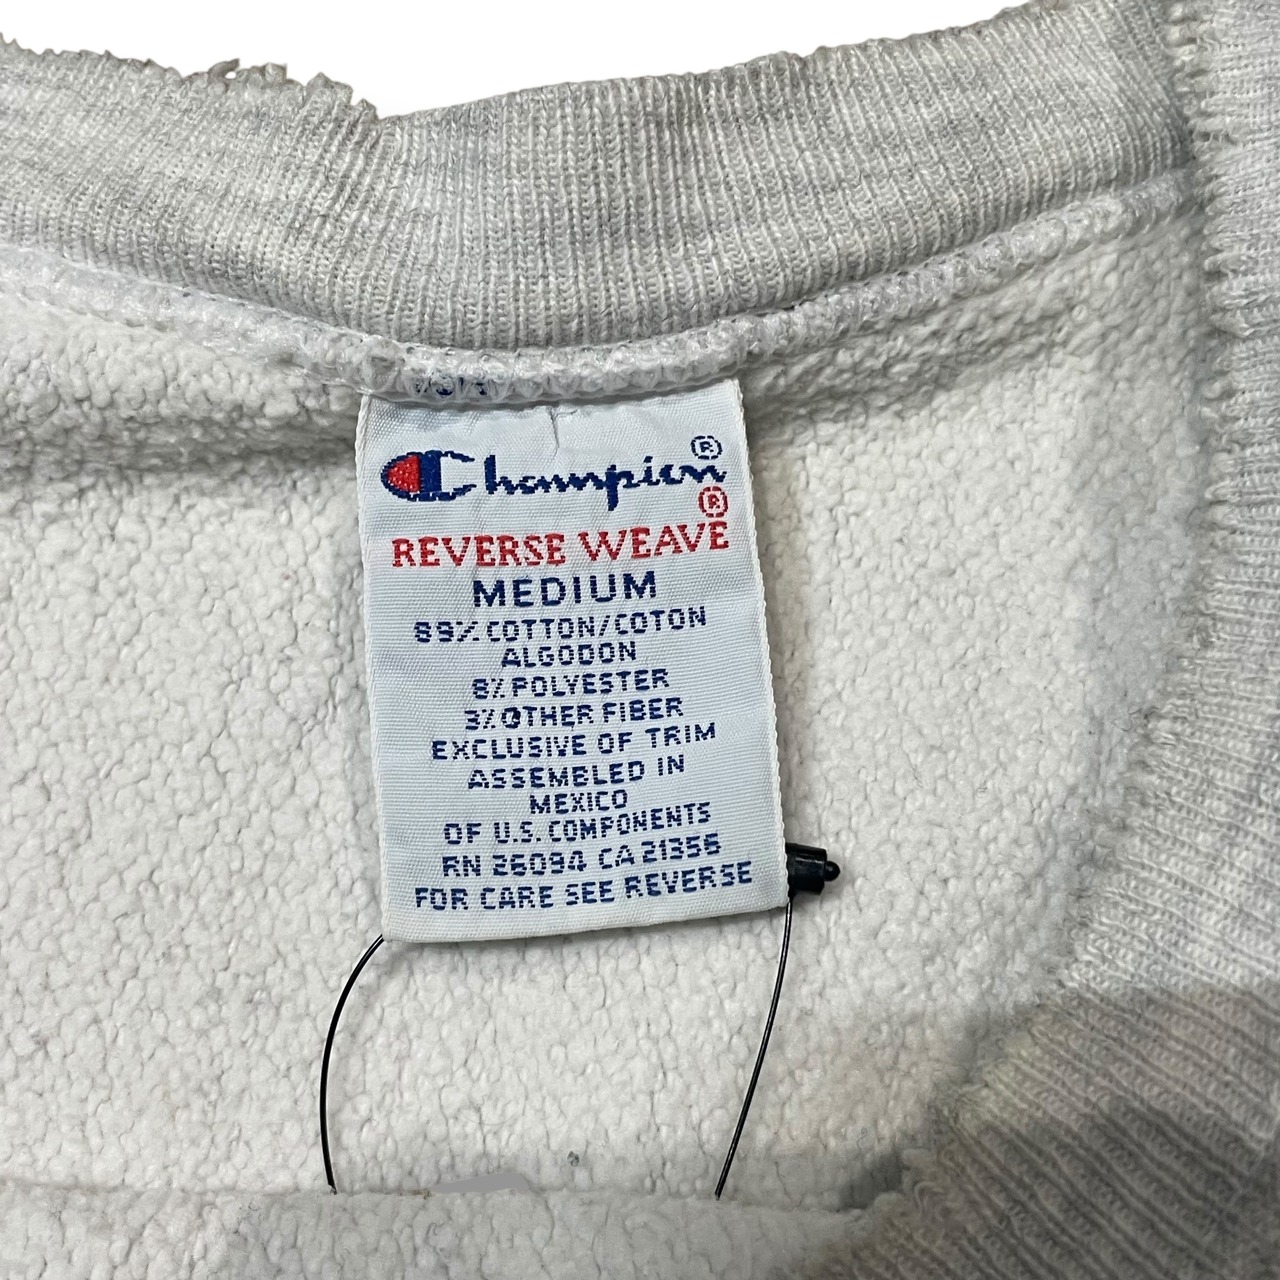 Champion®
®
REVERSE WEAVE
MEDIUM
89% COTTON/COTON
ALGODON
8% POLYESTER
3% OTHER FIBER
EXCLUSIVE OF TRIM
ASSEMBLED IN
MEXICO
OF U.S. COMPONENTS
RN 26094 CA 21356
FOR CARE SEE REVERSE